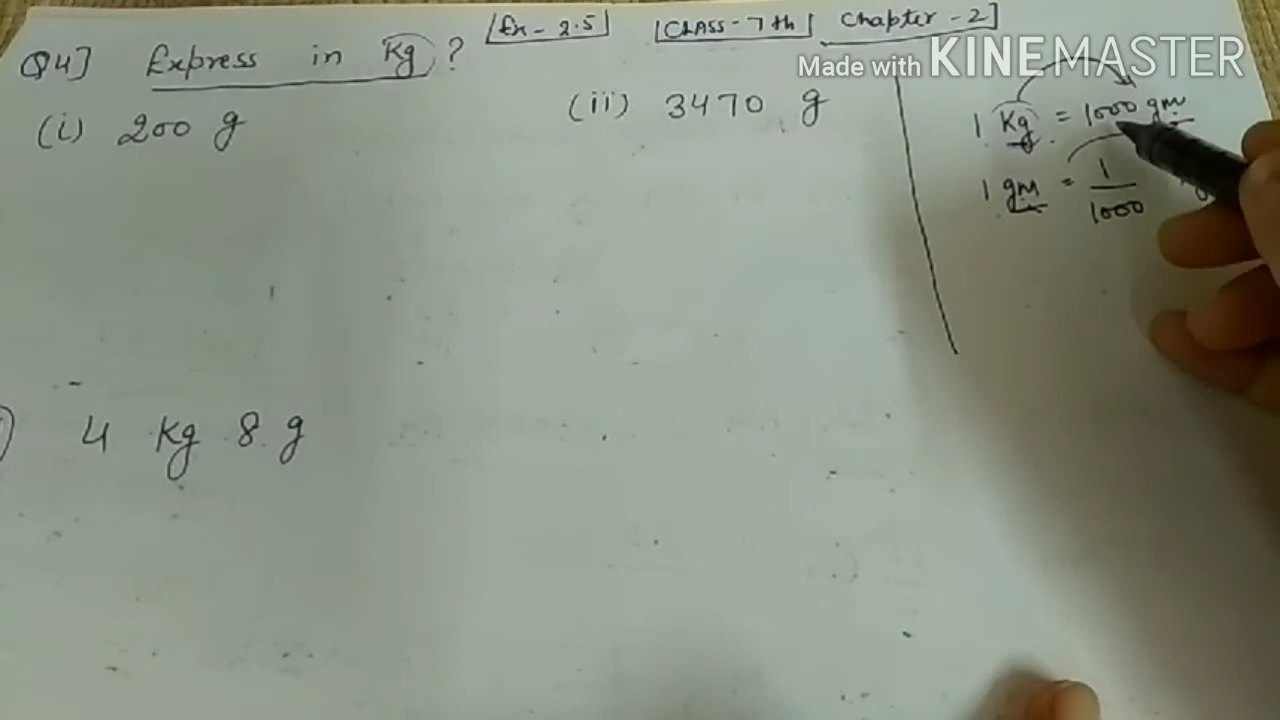 Q4] Express in Kg ? [Ex - 2.5] [CLASS - 7th] Chapter - 2]
Made with KINEMASTER
(i) 200 g (ii) 3470 g
1 Kg = 1000 gm
1 gm = 1/1000
) 4 Kg 8 g